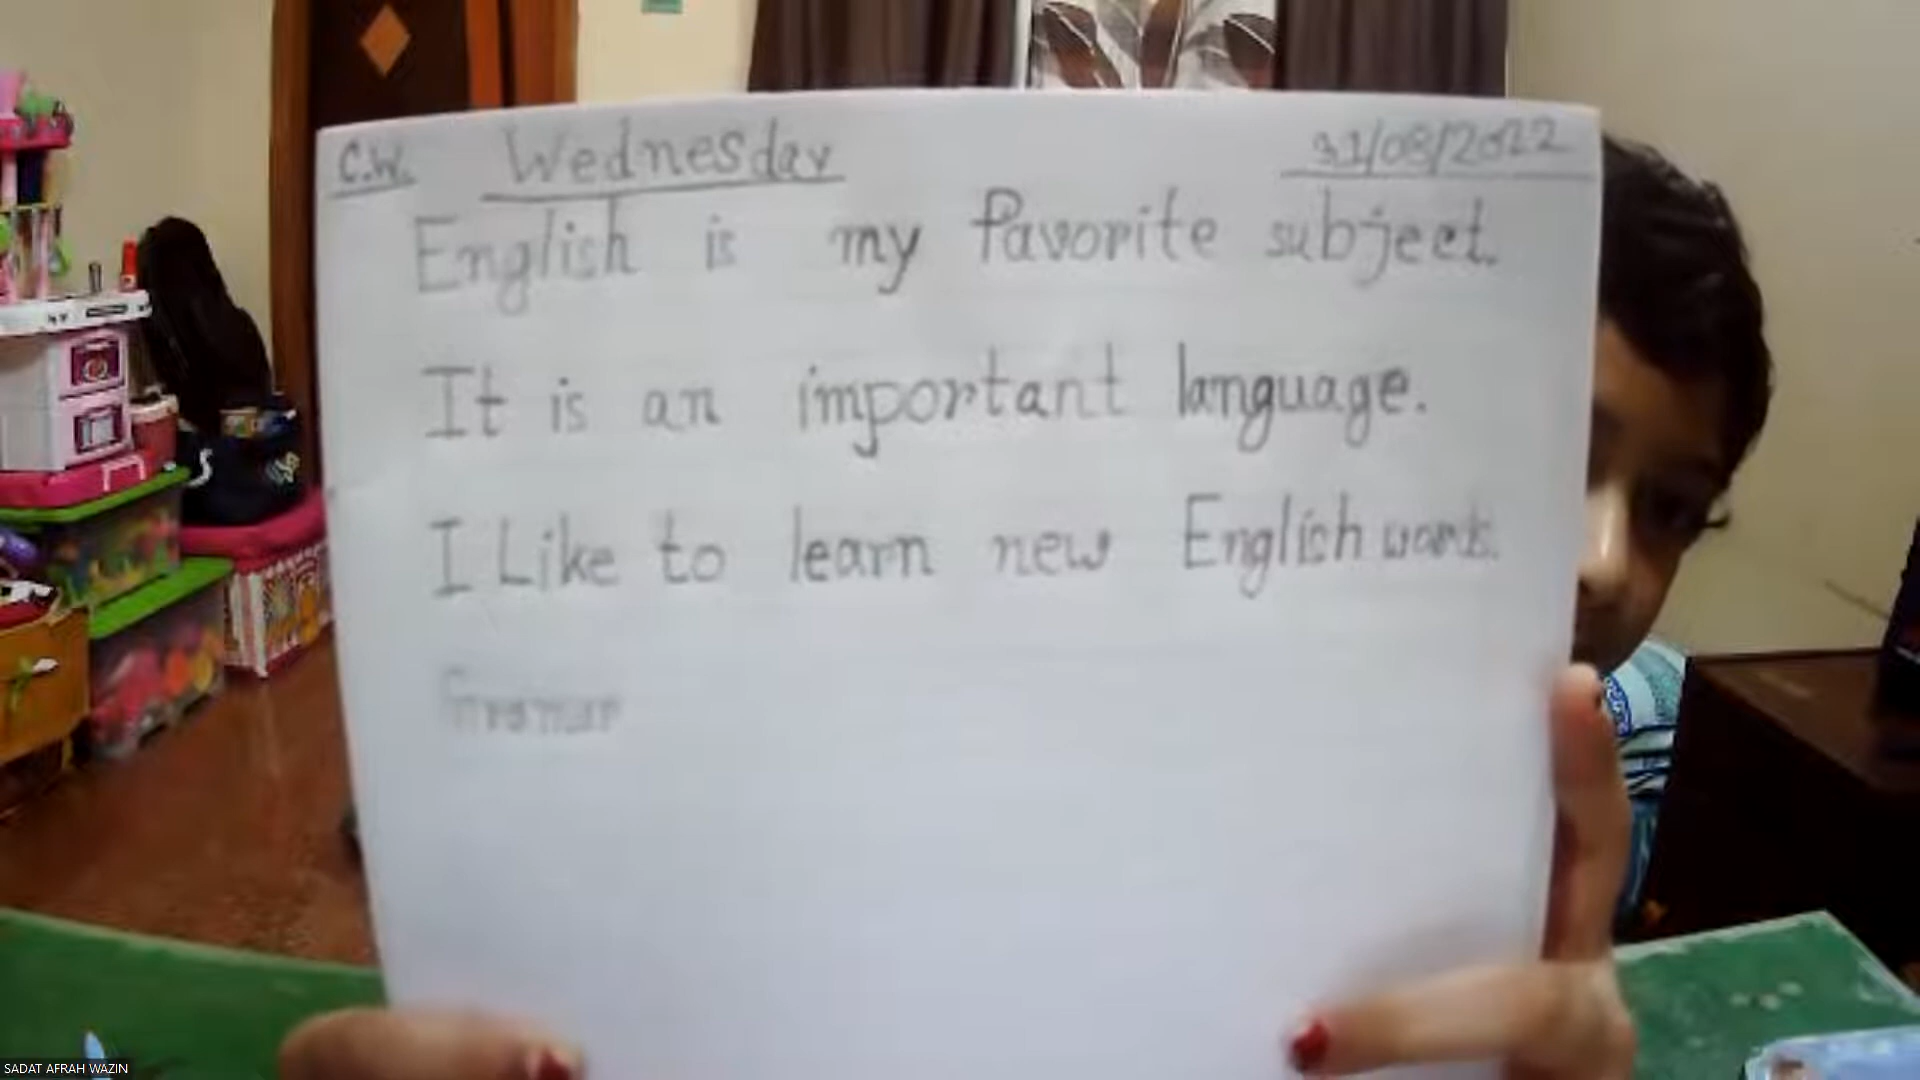 C.W. Wednesday 31/08/2022
English is my favorite subject.
It is an important language.
I Like to learn new English words.
SADAT AFRAH WAZIN